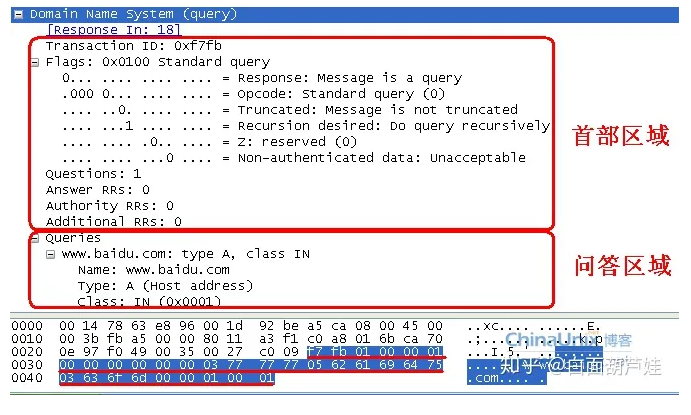 Domain Name System (query)
[Response In: 18]
Transaction ID: 0xf7fb
Flags: 0x0100 Standard query
0... .... .... .... = Response: Message is a query
.000 0... .... .... = Opcode: Standard query (0)
.... ..0. .... .... = Truncated: Message is not truncated
.... ...1 .... .... = Recursion desired: Do query recursively
.... .... .0.. .... = Z: reserved (0)
.... .... ...0 .... = Non-authenticated data: Unacceptable
Questions: 1
Answer RRs: 0
Authority RRs: 0
Additional RRs: 0
首部区域
Queries
www.baidu.com: type A, class IN
Name: www.baidu.com
Type: A (Host address)
Class: IN (0x0001)
问答区域
0000 00 14 78 63 e8 96 00 1d 92 be a5 ca 08 00 45 00 ..xc.... ......E.
0010 00 3b fb a5 00 00 80 11 a3 f1 c0 a8 01 6b ca 70
0020 0e 97 f0 49 00 35 00 27 c0 09 f7 fb 01 00 00 01 ...I.5.
0030 00 00 00 00 00 00 03 77 77 77 05 62 61 69 64 75
0040 03 63 6f 6d 00 00 01 00 01 .com.... .
知乎 @白面葫芦娃